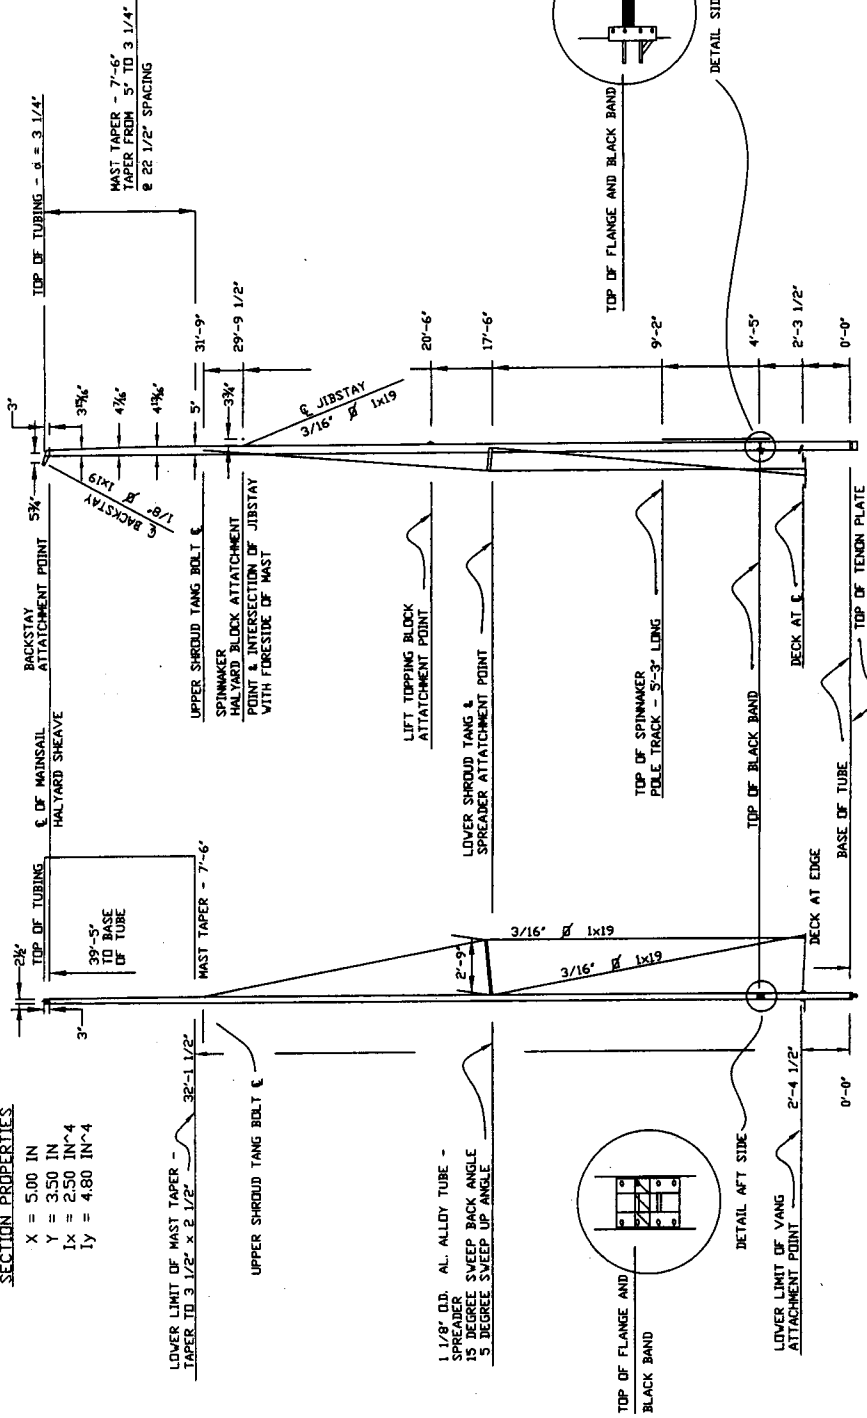 SECTION PROPERTIES
X = 5.00 IN
Y = 3.50 IN
Ix = 2.50 IN^4
Iy = 4.80 IN^4
2½"
3"
TOP OF TUBING
39'-5"
TO BASE
OF TUBE
MAST TAPER - 7'-6"
LOWER LIMIT OF MAST TAPER -
TAPER TO 3 1/2" x 2 1/2"
32'-1 1/2"
UPPER SHROUD TANG BOLT ℄
1 1/8" O.D. AL. ALLOY TUBE -
SPREADER
15 DEGREE SWEEP BACK ANGLE
5 DEGREE SWEEP UP ANGLE
2'-9"
3/16" Ø 1x19
3/16" Ø 1x19
TOP OF FLANGE AND
BLACK BAND
DETAIL AFT SIDE
LOWER LIMIT OF VANG
ATTACHMENT POINT
2'-4 1/2"
0'-0"
DECK AT EDGE
℄ OF MAINSAIL
HALYARD SHEAVE
BACKSTAY
ATTATCHMENT POINT
UPPER SHROUD TANG BOLT ℄
SPINNAKER
HALYARD BLOCK ATTATCHMENT
POINT & INTERSECTION OF JIBSTAY
WITH FORESIDE OF MAST
LIFT TOPPING BLOCK
ATTATCHMENT POINT
LOWER SHROUD TANG &
SPREADER ATTATCHMENT POINT
TOP OF SPINNAKER
POLE TRACK - 5'-3" LONG
TOP OF BLACK BAND
DECK AT ℄
BASE OF TUBE
TOP OF TENON PLATE
5¾"
3"
℄ BACKSTAY
1/8" Ø 1x19
3¹⁵⁄₁₆"
4⁷⁄₁₆"
4¹³⁄₁₆"
5"
3¾"
℄ JIBSTAY
3/16" Ø 1x19
TOP OF TUBING - d = 3 1/4"
MAST TAPER - 7'-6"
TAPER FROM 5" TO 3 1/4"
@ 22 1/2" SPACING
31'-9"
29'-9 1/2"
20'-6"
17'-6"
9'-2"
4'-5"
2'-3 1/2"
0'-0"
TOP OF FLANGE AND BLACK BAND
DETAIL